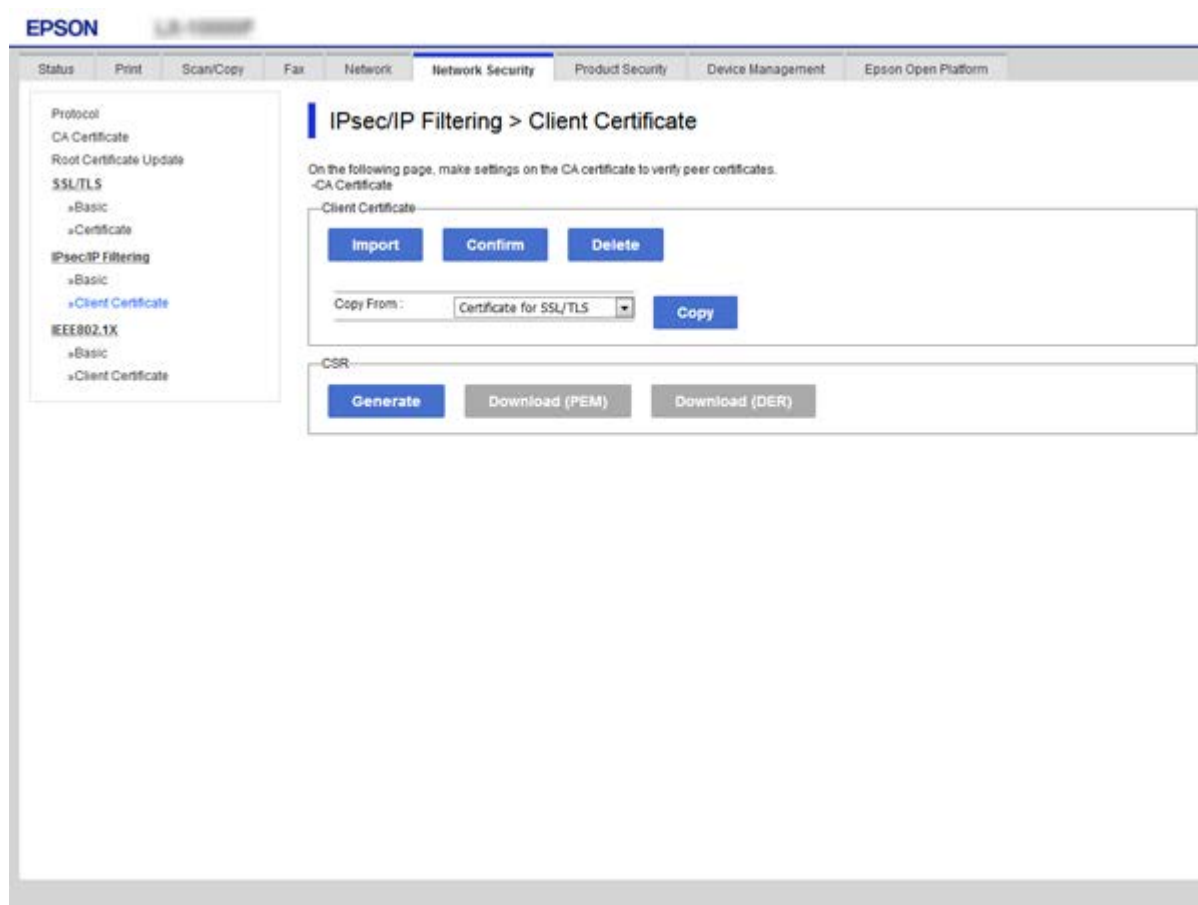 EPSON
Status Print Scan/Copy Fax Network Network Security Product Security Device Management Epson Open Platform
Protocol
CA Certificate
Root Certificate Update
SSL/TLS
»Basic
»Certificate
IPsec/IP Filtering
»Basic
»Client Certificate
IEEE802.1X
»Basic
»Client Certificate
IPsec/IP Filtering > Client Certificate
On the following page, make settings on the CA certificate to verify peer certificates.
-CA Certificate
Client Certificate
Import Confirm Delete
Copy From : Certificate for SSL/TLS Copy
CSR
Generate Download (PEM) Download (DER)